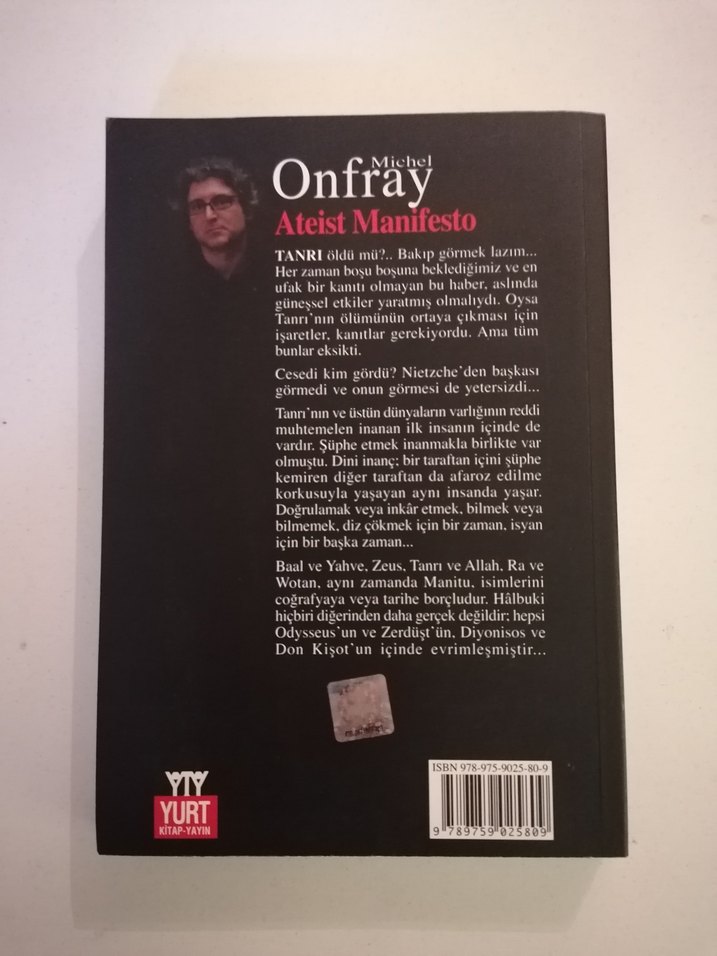 Michel
Onfray
Ateist Manifesto
TANRI öldü mü?.. Bakıp görmek lazım...
Her zaman boşu boşuna beklediğimiz ve en
ufak bir kanıtı olmayan bu haber, aslında
güneşsel etkiler yaratmış olmalıydı. Oysa
Tanrı'nın ölümünün ortaya çıkması için
işaretler, kanıtlar gerekiyordu. Ama tüm
bunlar eksikti.
Cesedi kim gördü? Nietzche'den başkası
görmedi ve onun görmesi de yetersizdi...
Tanrı'nın ve üstün dünyaların varlığının reddi
muhtemelen inanan ilk insanın içinde de
vardır. Şüphe etmek inanmakla birlikte var
olmuştu. Dini inanç; bir taraftan içini şüphe
kemiren diğer taraftan da afaroz edilme
korkusuyla yaşayan aynı insanda yaşar.
Doğrulamak veya inkâr etmek, bilmek veya
bilmemek, diz çökmek için bir zaman, isyan
için bir başka zaman...
Baal ve Yahve, Zeus, Tanrı ve Allah, Ra ve
Wotan, aynı zamanda Manitu, isimlerini
coğrafyaya veya tarihe borçludur. Hâlbuki
hiçbiri diğerinden daha gerçek değildir; hepsi
Odysseus'un ve Zerdüşt'ün, Diyonisos ve
Don Kişot'un içinde evrimleşmiştir...
YTY
YURT
KİTAP-YAYIN
ISBN 978-975-9025-80-9
9 789759 025809